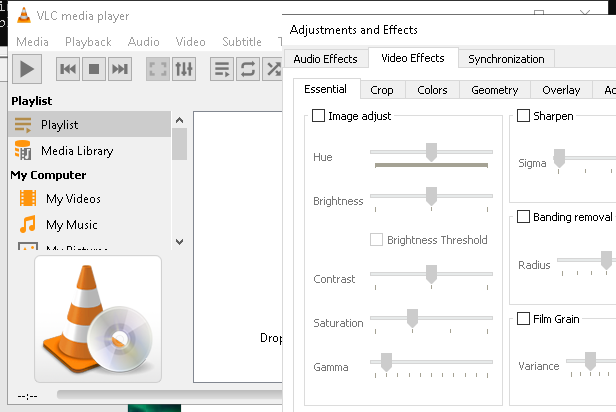 VLC media player
Media Playback Audio Video Subtitle
Playlist
Playlist
Media Library
My Computer
My Videos
My Music
My Pictures
Drop
--:--
Adjustments and Effects
Audio Effects Video Effects Synchronization
Essential Crop Colors Geometry Overlay
Image adjust
Hue
Brightness
Brightness Threshold
Contrast
Saturation
Gamma
Sharpen
Sigma
Banding removal
Radius
Film Grain
Variance